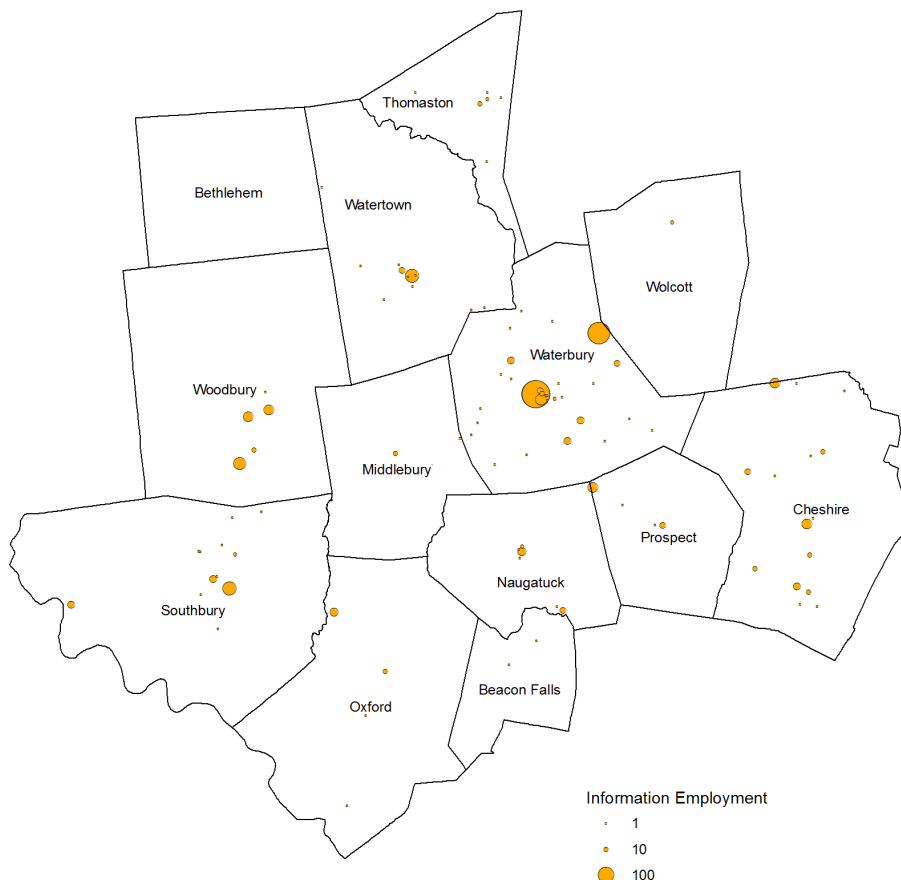 Thomaston
Bethlehem
Watertown
Wolcott
Waterbury
Woodbury
Middlebury
Cheshire
Prospect
Naugatuck
Southbury
Beacon Falls
Oxford
Information Employment
1
10
100